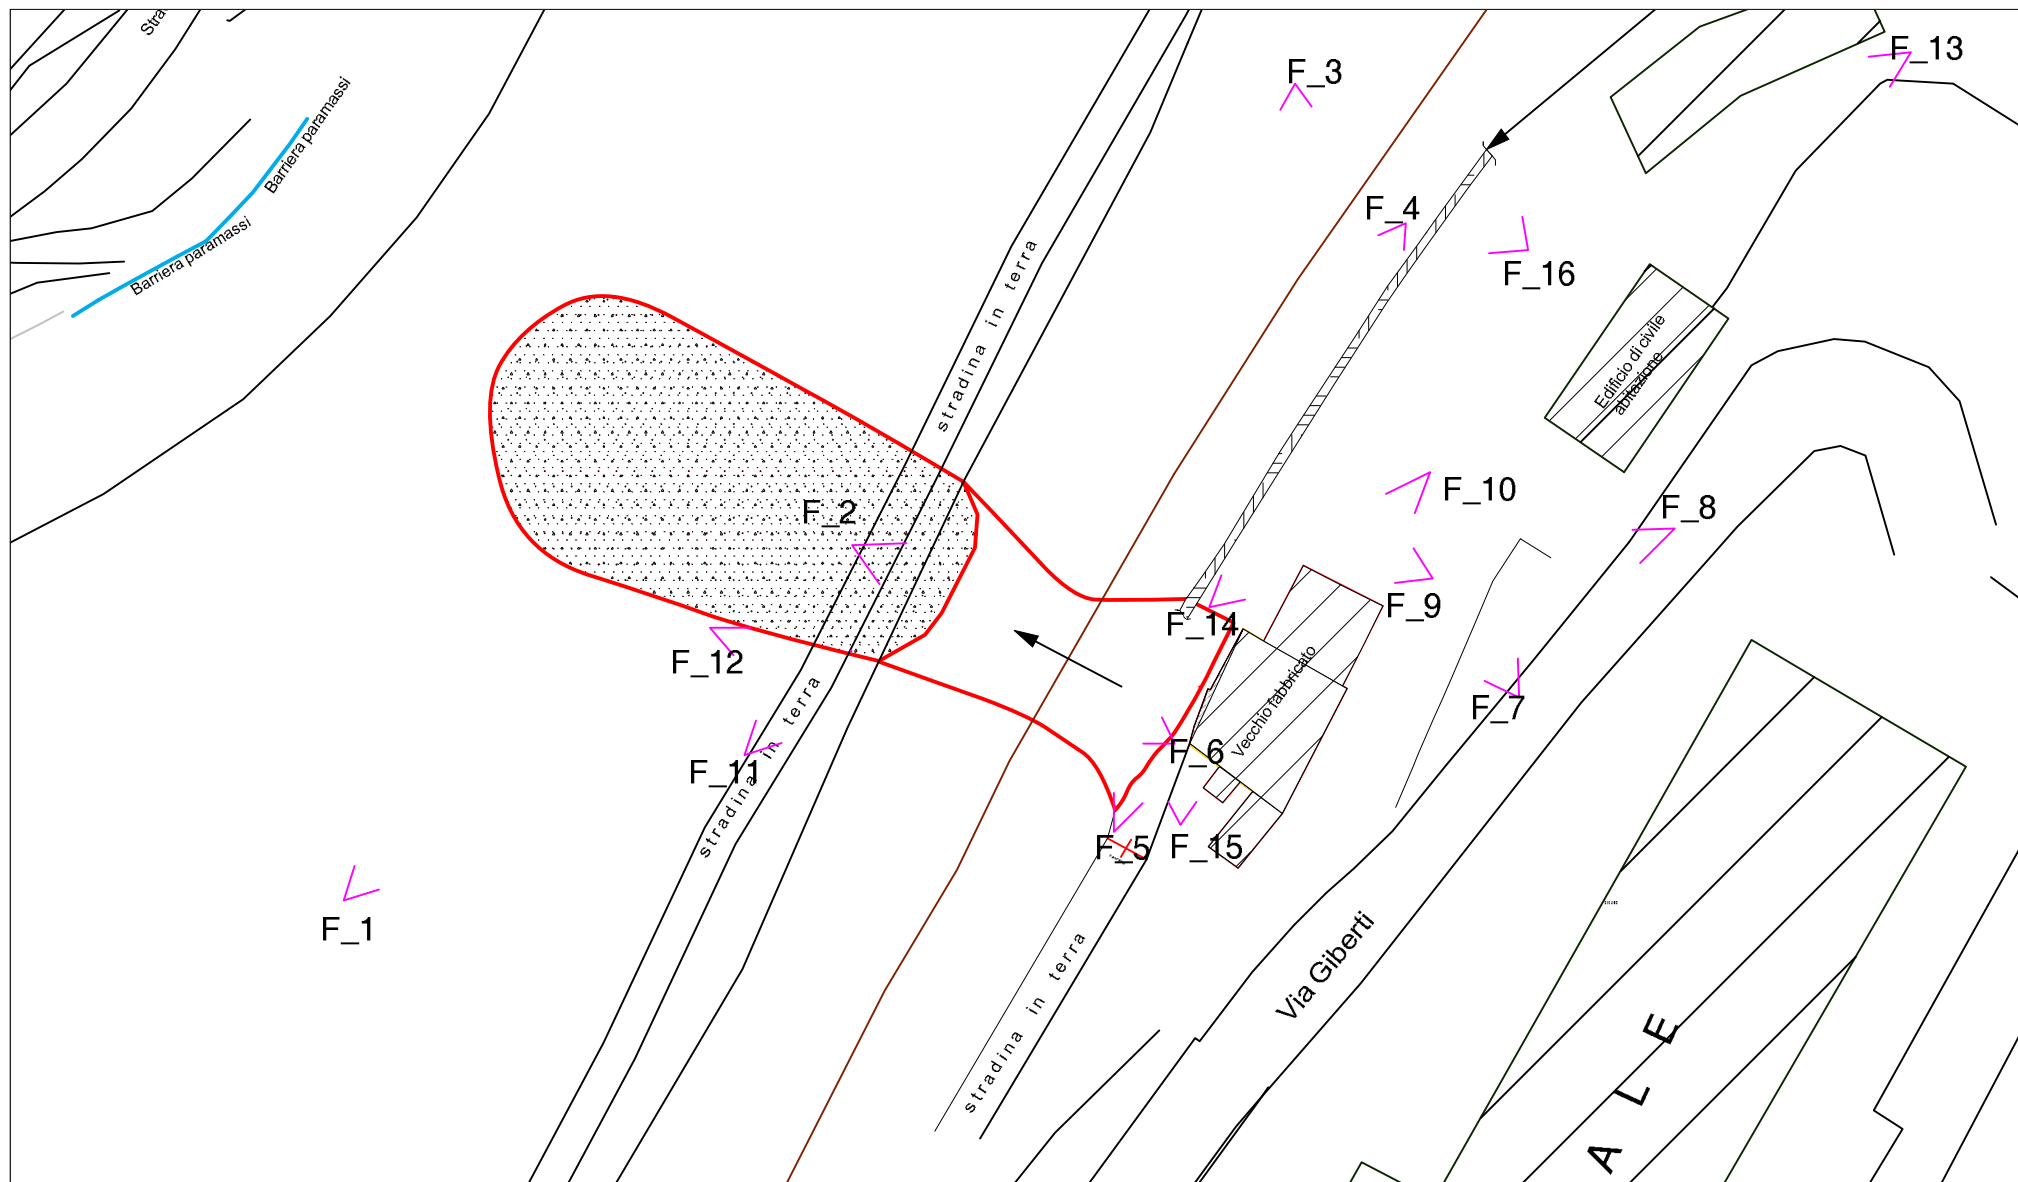 Stra
F_13
F_3
Barriera paramassi
F_4
Barriera paramassi
F_16
stradina in terra
Edificio di civile
abitazione
F_10
F_8
F_2
F_9
F_14
F_12
Vecchio fabbricato
F_7
F_6
F_11
stradina in terra
F_5
F_15
F_1
Via Giberti
stradina in terra
A L E